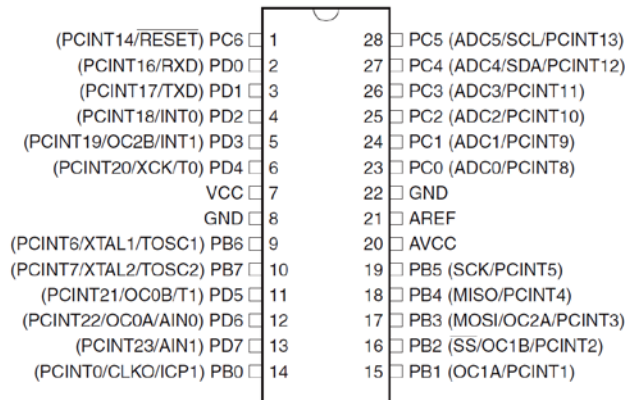 (PCINT14/RESET) PC6 1 28 PC5 (ADC5/SCL/PCINT13)
(PCINT16/RXD) PD0 2 27 PC4 (ADC4/SDA/PCINT12)
(PCINT17/TXD) PD1 3 26 PC3 (ADC3/PCINT11)
(PCINT18/INT0) PD2 4 25 PC2 (ADC2/PCINT10)
(PCINT19/OC2B/INT1) PD3 5 24 PC1 (ADC1/PCINT9)
(PCINT20/XCK/T0) PD4 6 23 PC0 (ADC0/PCINT8)
VCC 7 22 GND
GND 8 21 AREF
(PCINT6/XTAL1/TOSC1) PB6 9 20 AVCC
(PCINT7/XTAL2/TOSC2) PB7 10 19 PB5 (SCK/PCINT5)
(PCINT21/OC0B/T1) PD5 11 18 PB4 (MISO/PCINT4)
(PCINT22/OC0A/AIN0) PD6 12 17 PB3 (MOSI/OC2A/PCINT3)
(PCINT23/AIN1) PD7 13 16 PB2 (SS/OC1B/PCINT2)
(PCINT0/CLKO/ICP1) PB0 14 15 PB1 (OC1A/PCINT1)